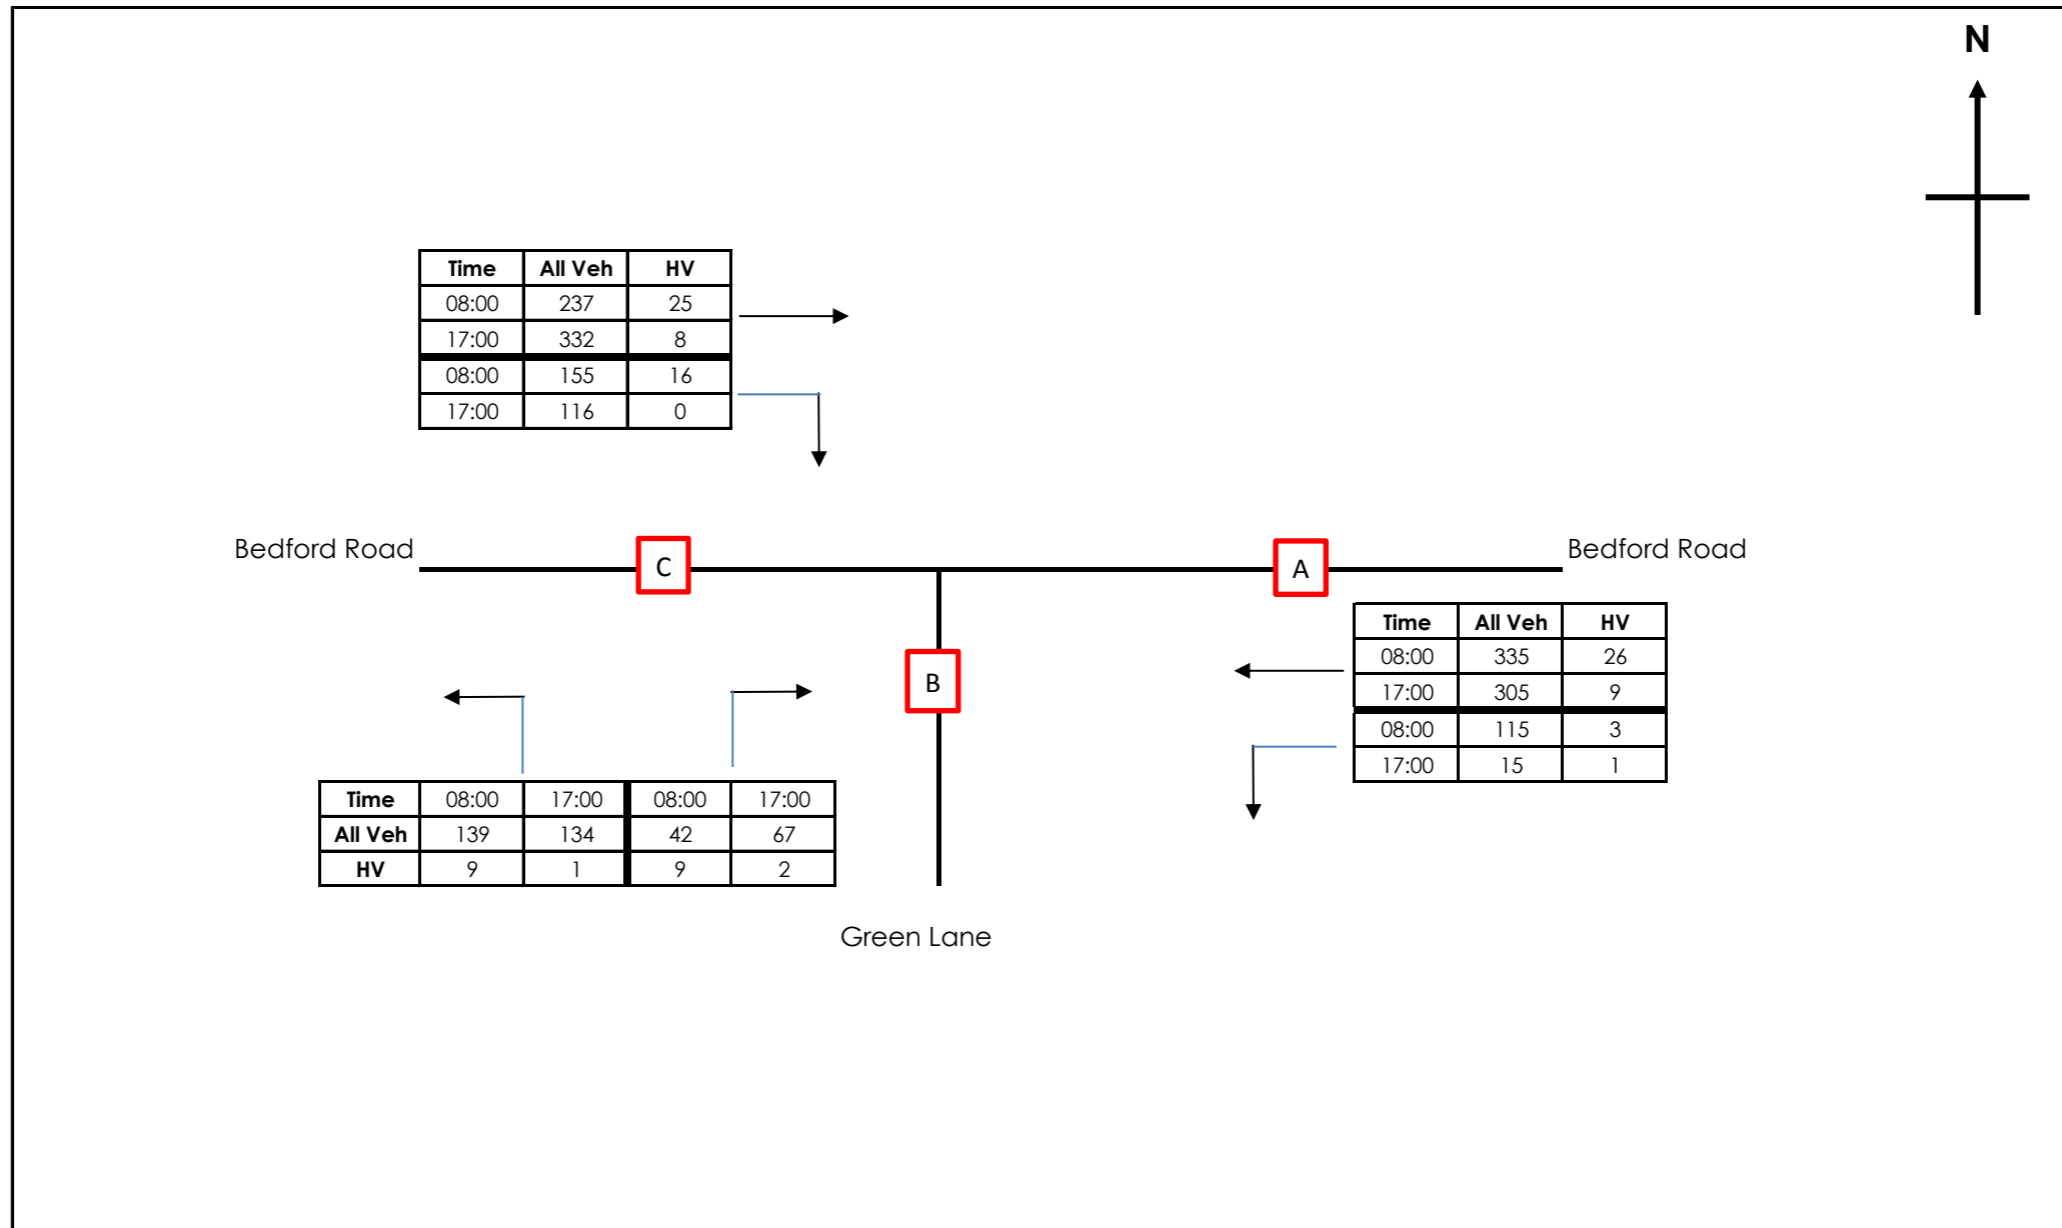 N
Time All Veh HV
08:00 237 25
17:00 332 8
08:00 155 16
17:00 116 0
Bedford Road
C
A
Bedford Road
Time All Veh HV
08:00 335 26
17:00 305 9
08:00 115 3
17:00 15 1
B
Time 08:00 17:00 08:00 17:00
All Veh 139 134 42 67
HV 9 1 9 2
Green Lane